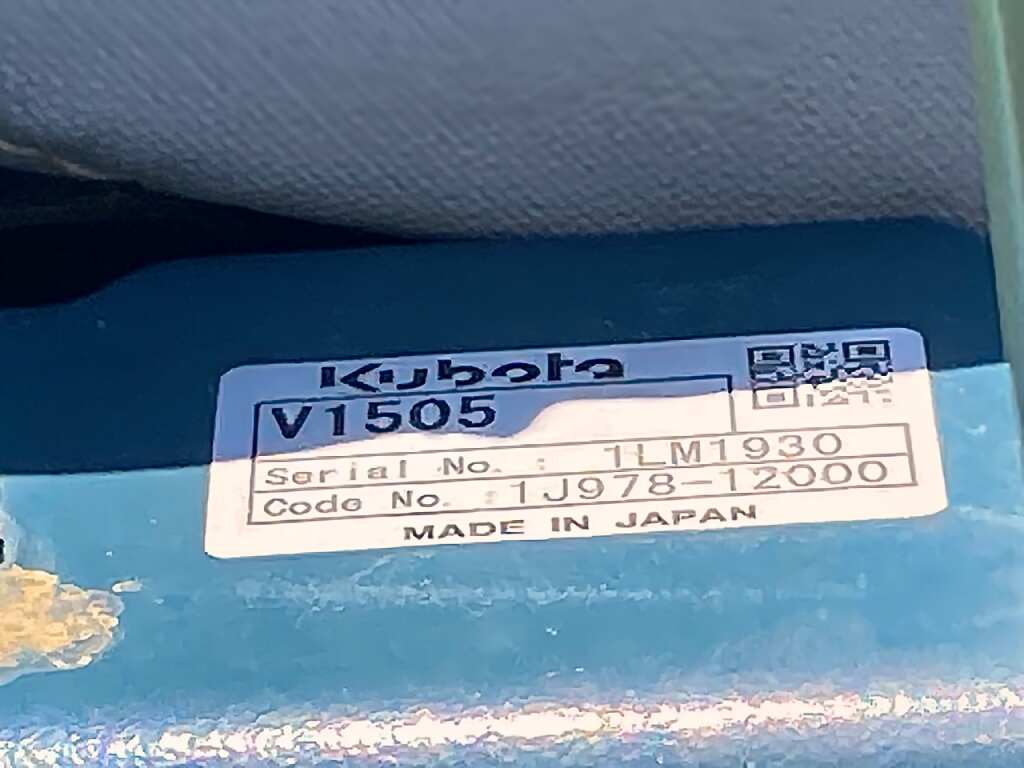 Kubota
V1505
Serial No. : 1LM1930
Code No. : 1J978-12000
MADE IN JAPAN